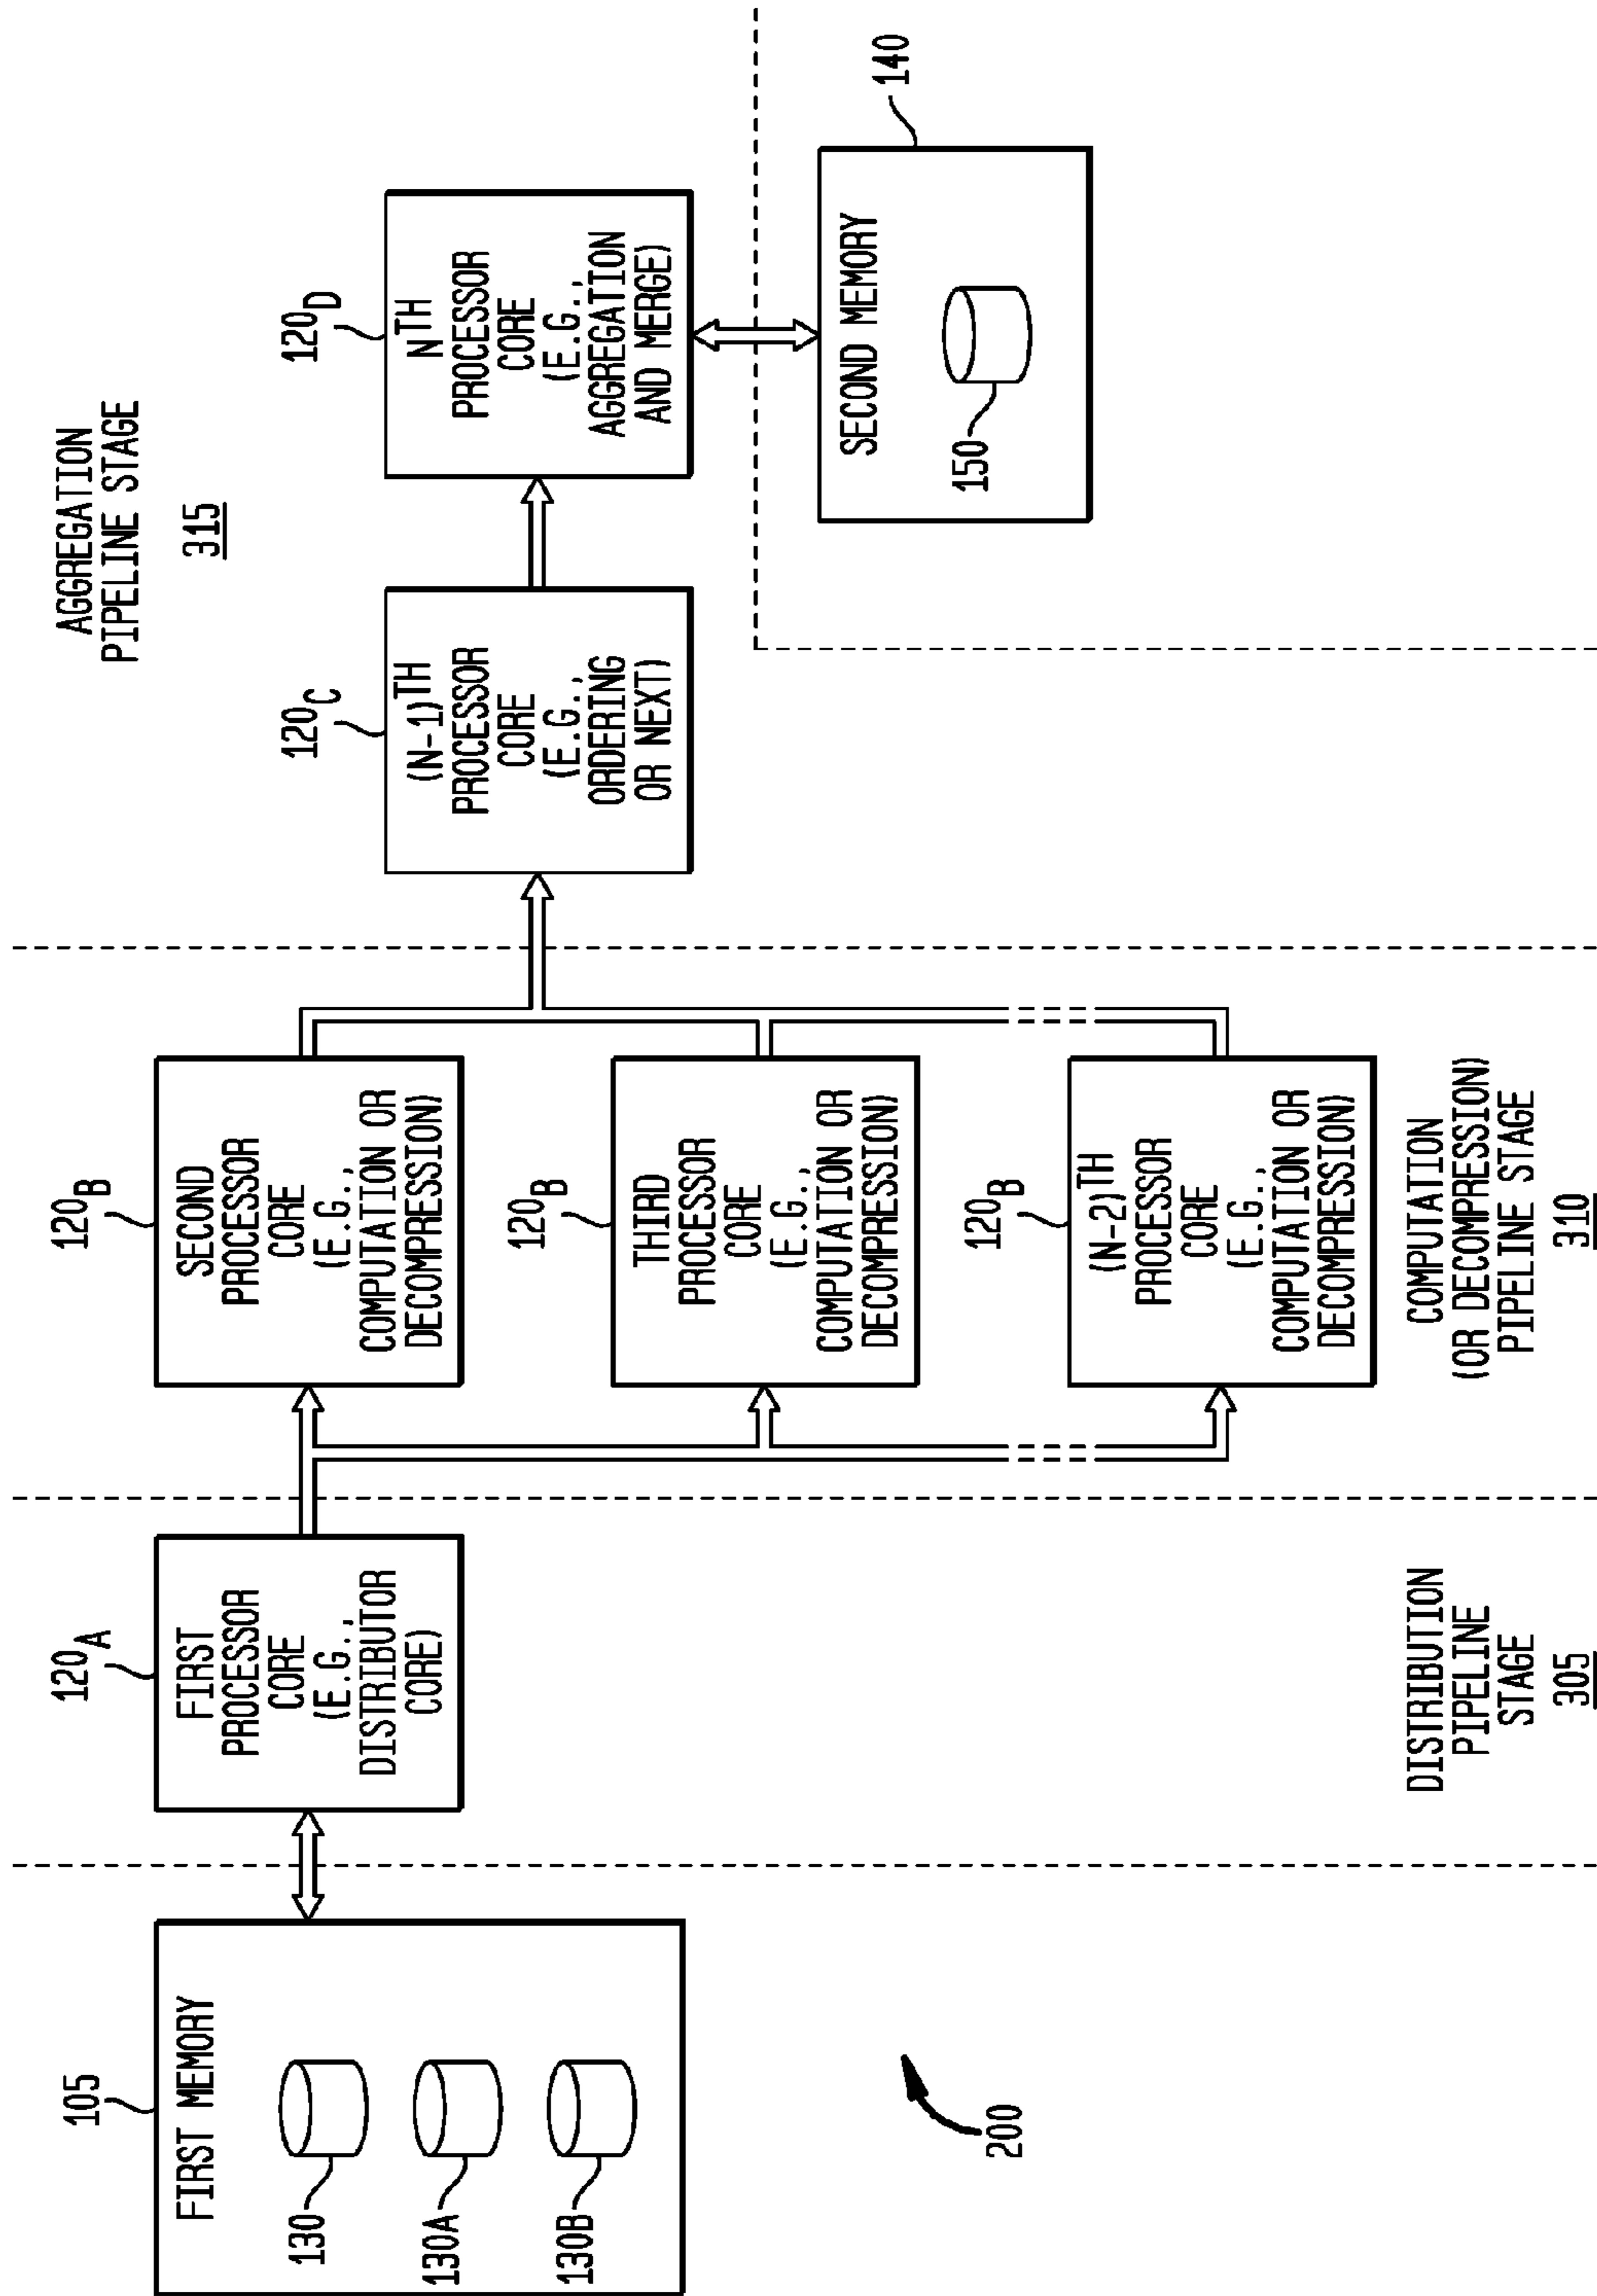 105
FIRST MEMORY
130
130A
130B
200
120A
FIRST
PROCESSOR
CORE
(E.G.,
DISTRIBUTOR
CORE)
DISTRIBUTION
PIPELINE
STAGE
305
120B
SECOND
PROCESSOR
CORE
(E.G.,
COMPUTATION OR
DECOMPRESSION)
120B
THIRD
PROCESSOR
CORE
(E.G.,
COMPUTATION OR
DECOMPRESSION)
120B
(N-2)TH
PROCESSOR
CORE
(E.G.,
COMPUTATION OR
DECOMPRESSION)
COMPUTATION
(OR DECOMPRESSION)
PIPELINE STAGE
310
AGGREGATION
PIPELINE STAGE
315
120C
(N-1)TH
PROCESSOR
CORE
(E.G.,
ORDERING
OR NEXT)
120D
NTH
PROCESSOR
CORE
(E.G.,
AGGREGATION
AND MERGE)
140
SECOND MEMORY
150